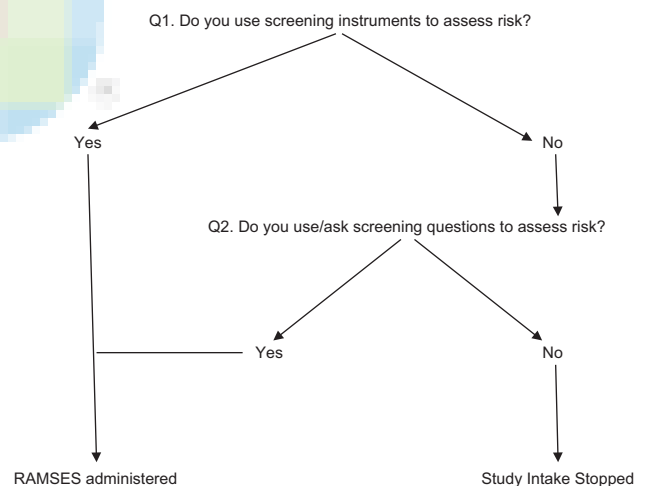 Q1. Do you use screening instruments to assess risk?
Yes
No
Q2. Do you use/ask screening questions to assess risk?
Yes
No
RAMSES administered
Study Intake Stopped